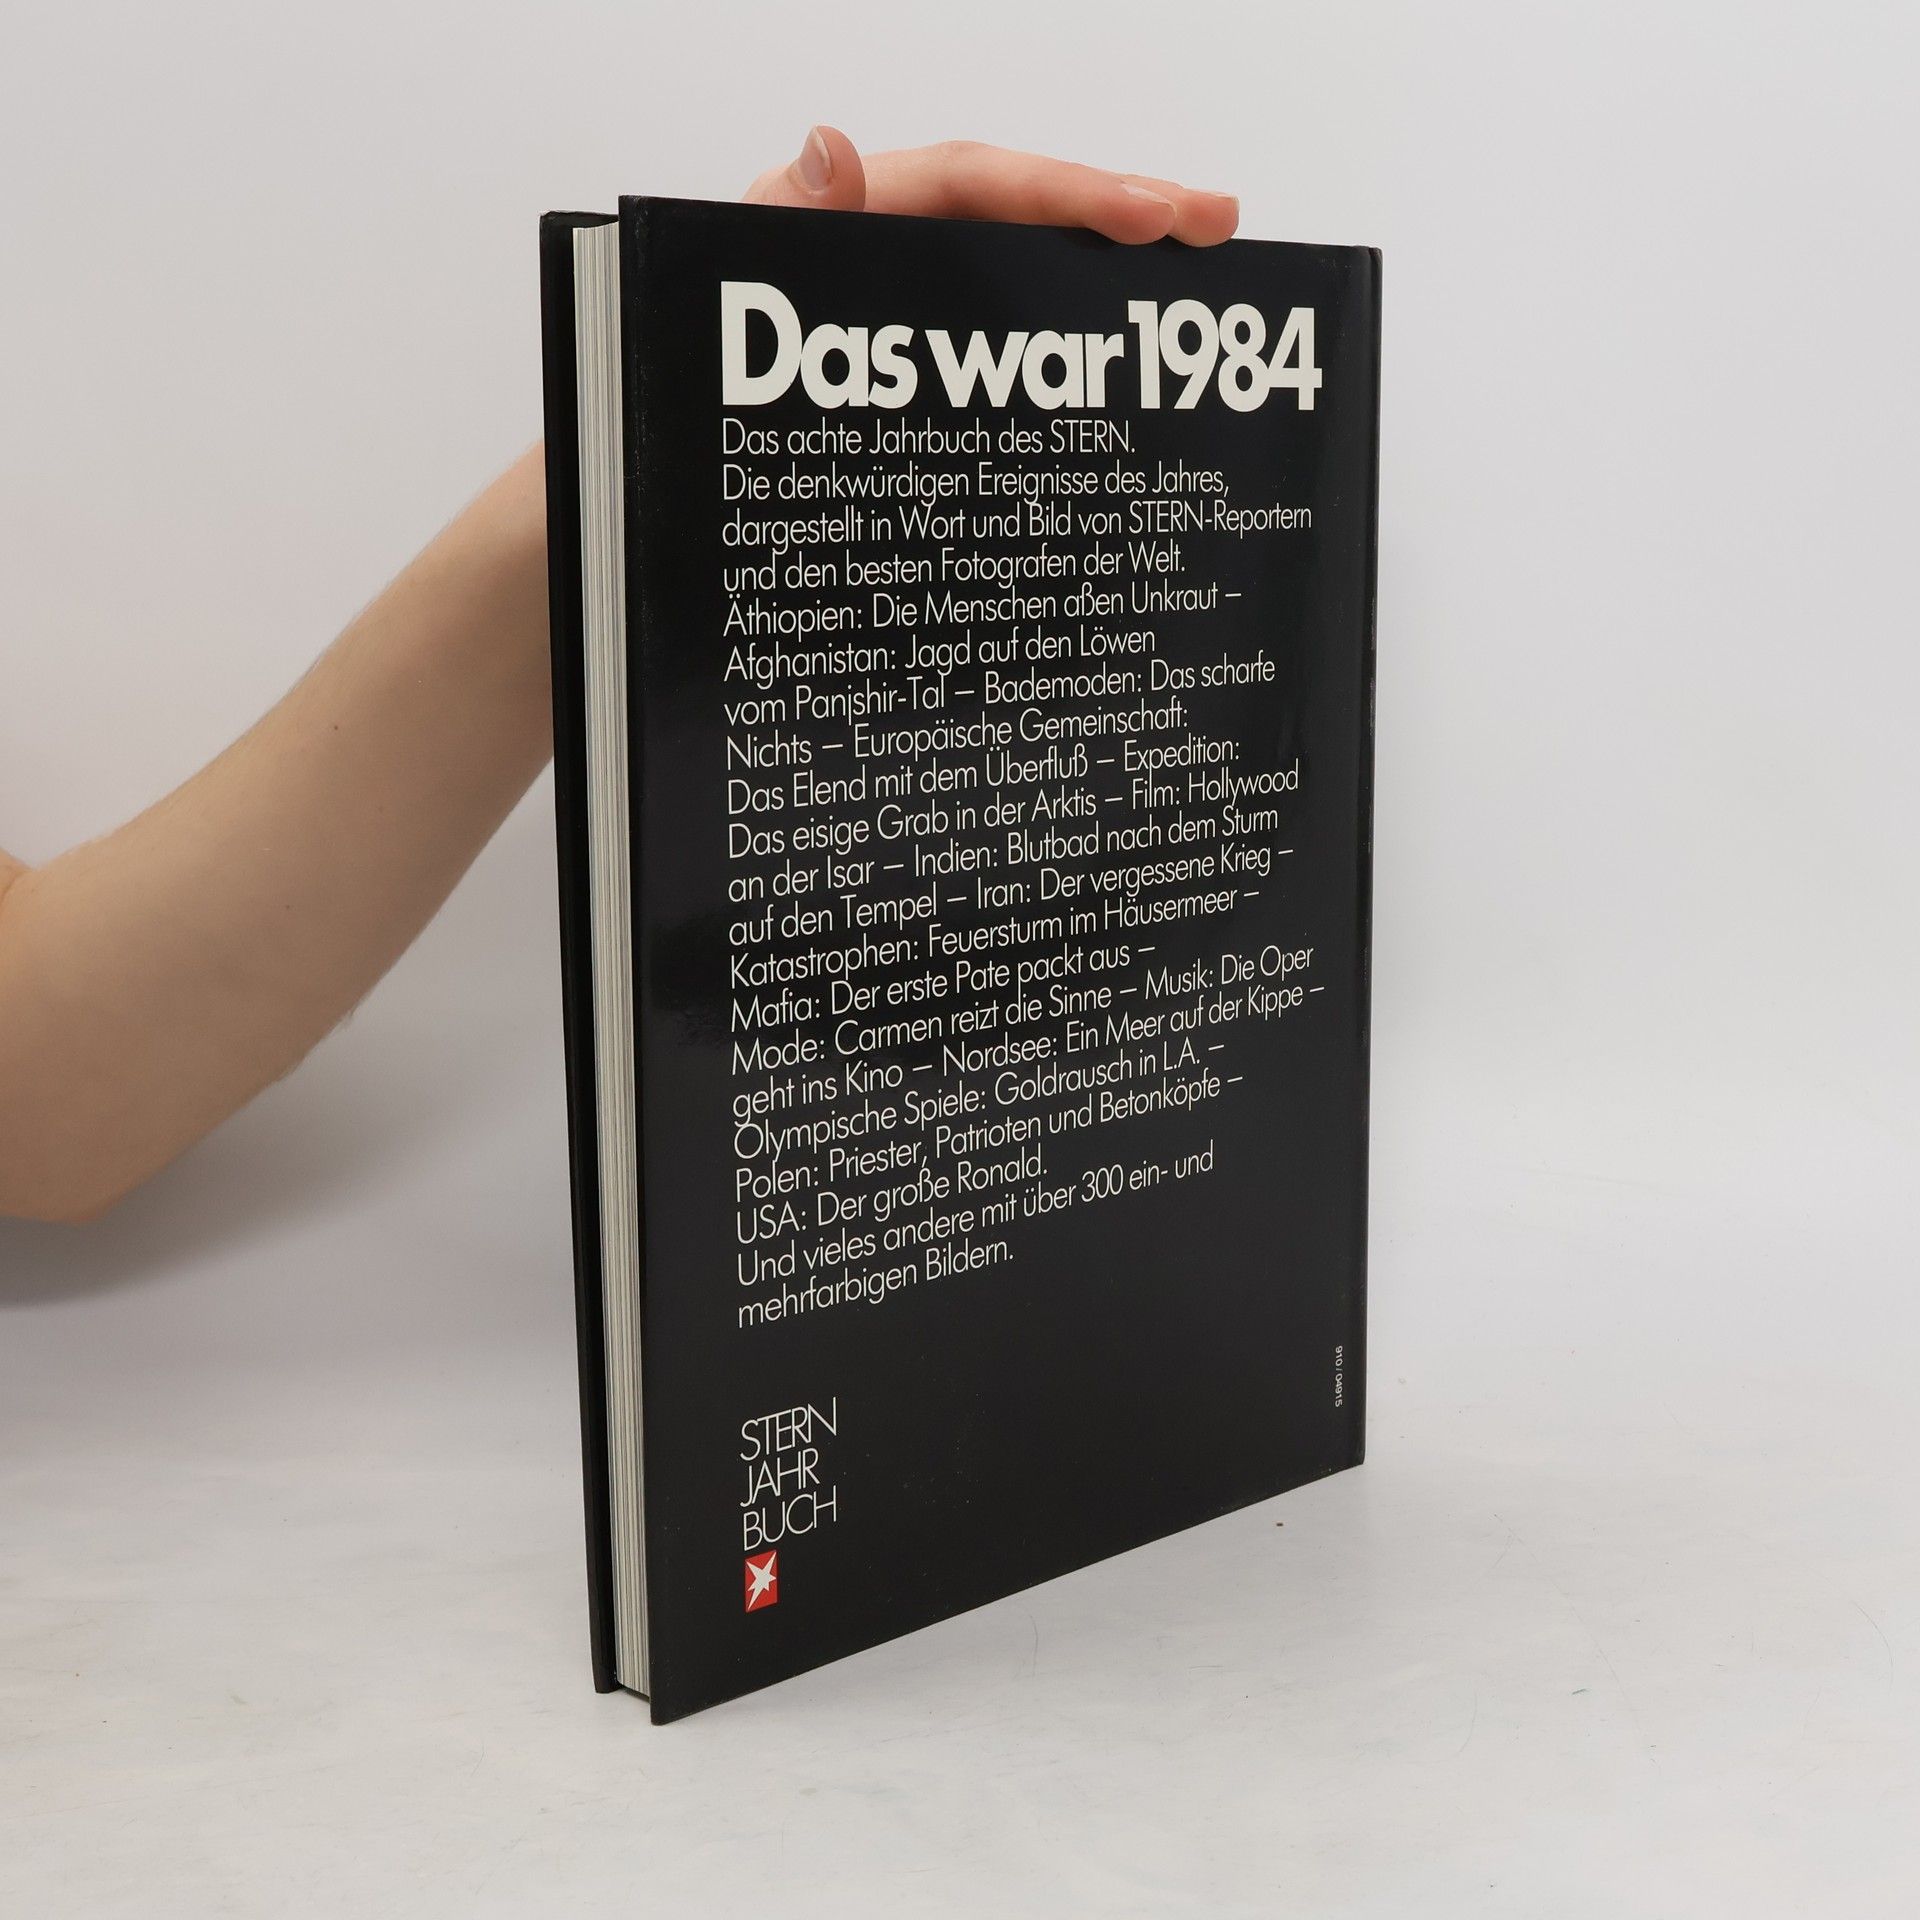 Das war 1984
Das achte Jahrbuch des STERN.
Die denkwürdigen Ereignisse des Jahres,
dargestellt in Wort und Bild von STERN-Reportern
und den besten Fotografen der Welt.
Äthiopien: Die Menschen aßen Unkraut –
Afghanistan: Jagd auf den Löwen
vom Panjshir-Tal – Bademoden: Das scharfe
Nichts – Europäische Gemeinschaft:
Das Elend mit dem Überfluß – Expedition:
Das eisige Grab in der Arktis – Film: Hollywood
an der Isar – Indien: Blutbad nach dem Sturm
auf den Tempel – Iran: Der vergessene Krieg –
Katastrophen: Feuersturm im Häusermeer –
Mafia: Der erste Pate packt aus –
Mode: Carmen reizt die Sinne – Musik: Die Oper
geht ins Kino – Nordsee: Ein Meer auf der Kippe –
Olympische Spiele: Goldrausch in L.A. –
Polen: Priester, Patrioten und Betonköpfe –
USA: Der große Ronald.
Und vieles andere mit über 300 ein- und
mehrfarbigen Bildern.
910/04915
STERN
JAHR
BUCH